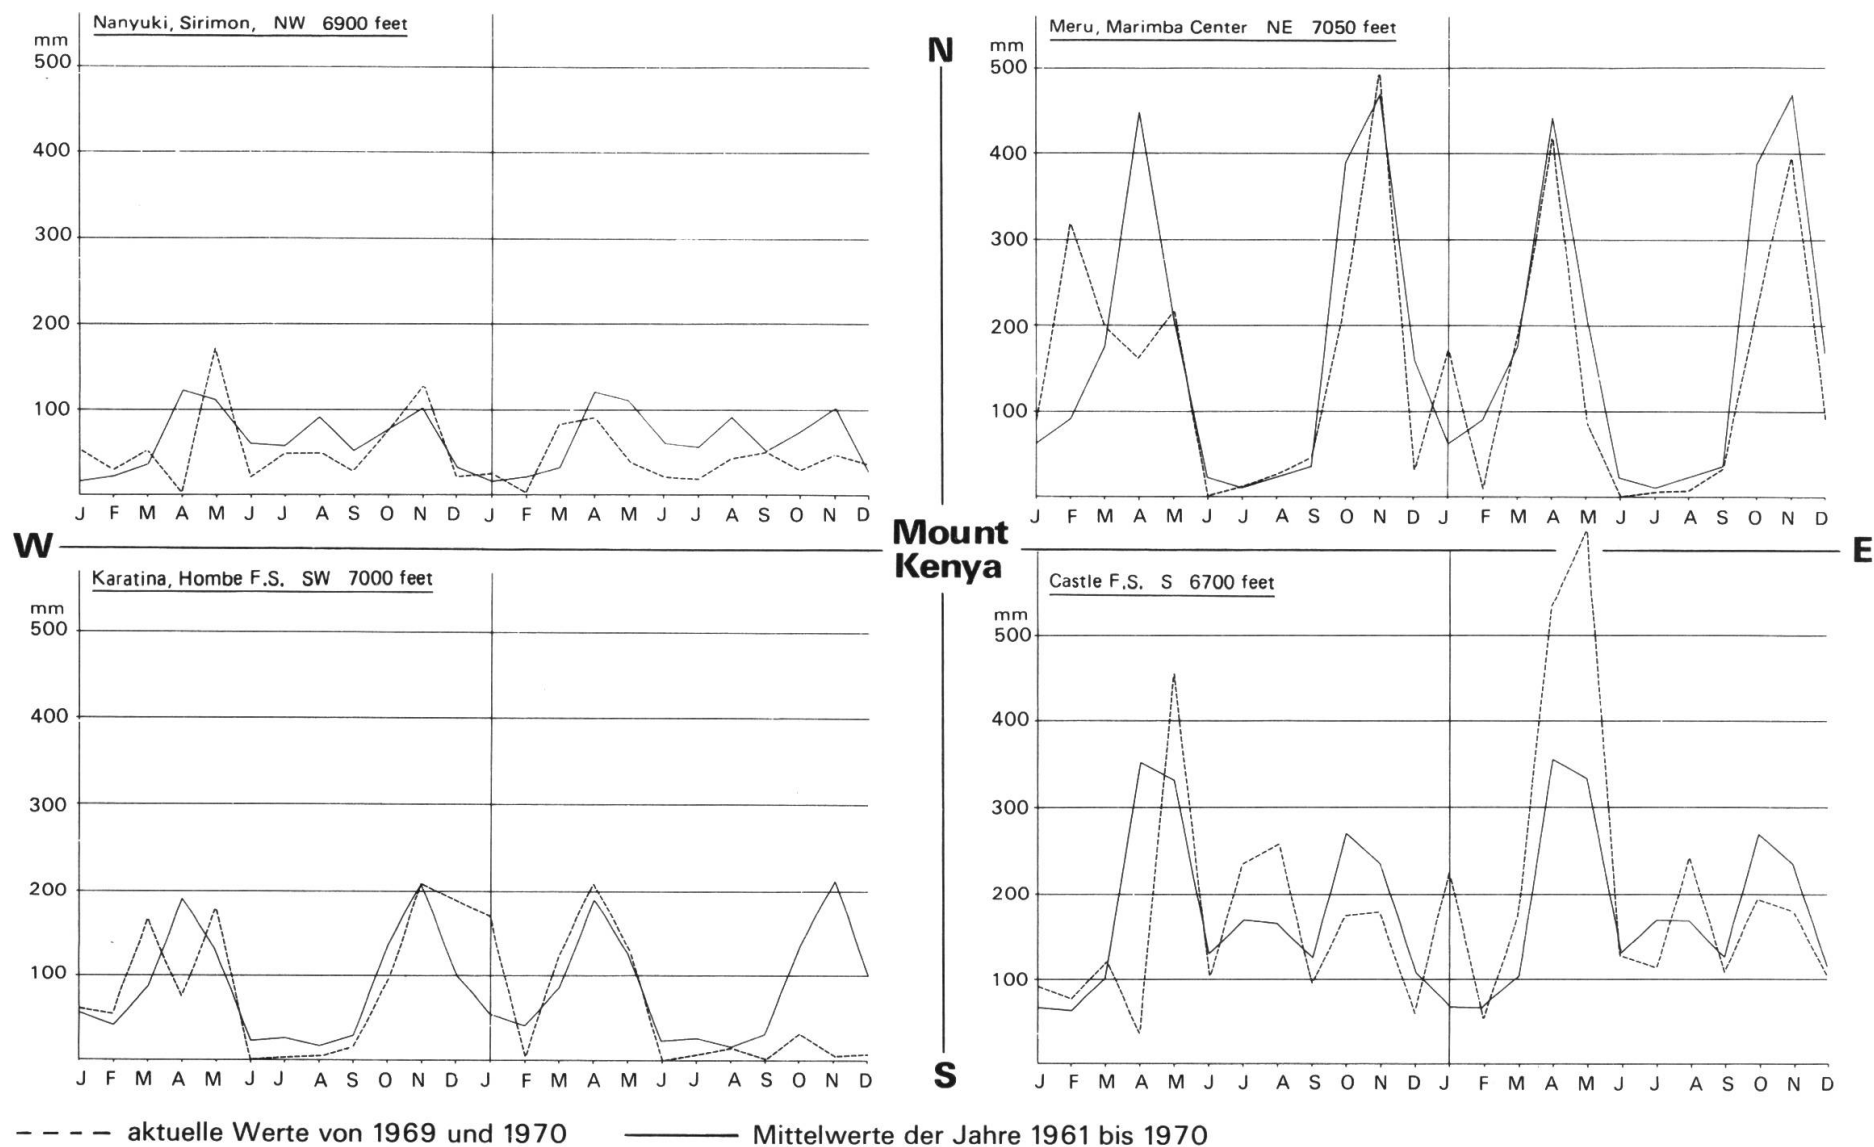 Nanyuki, Sirimon, NW 6900 feet
mm
500
400
300
200
100
J F M A M J J A S O N D J F M A M J J A S O N D
N
Meru, Marimba Center NE 7050 feet
mm
500
400
300
200
100
J F M A M J J A S O N D J F M A M J J A S O N D
W
Mount
Kenya
E
Karatina, Hombe F.S. SW 7000 feet
mm
500
400
300
200
100
J F M A M J J A S O N D J F M A M J J A S O N D
Castle F.S. S 6700 feet
mm
500
400
300
200
100
J F M A M J J A S O N D J F M A M J J A S O N D
S
aktuelle Werte von 1969 und 1970
Mittelwerte der Jahre 1961 bis 1970